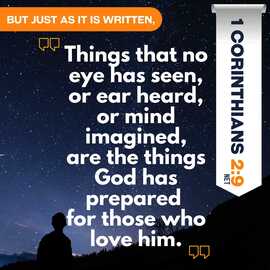 BUT JUST AS IT IS WRITTEN,
Things that no
eye has seen,
or ear heard,
or mind
imagined,
are the things
God has
prepared
for those who
love him.
1 CORINTHIANS 2:9
NET